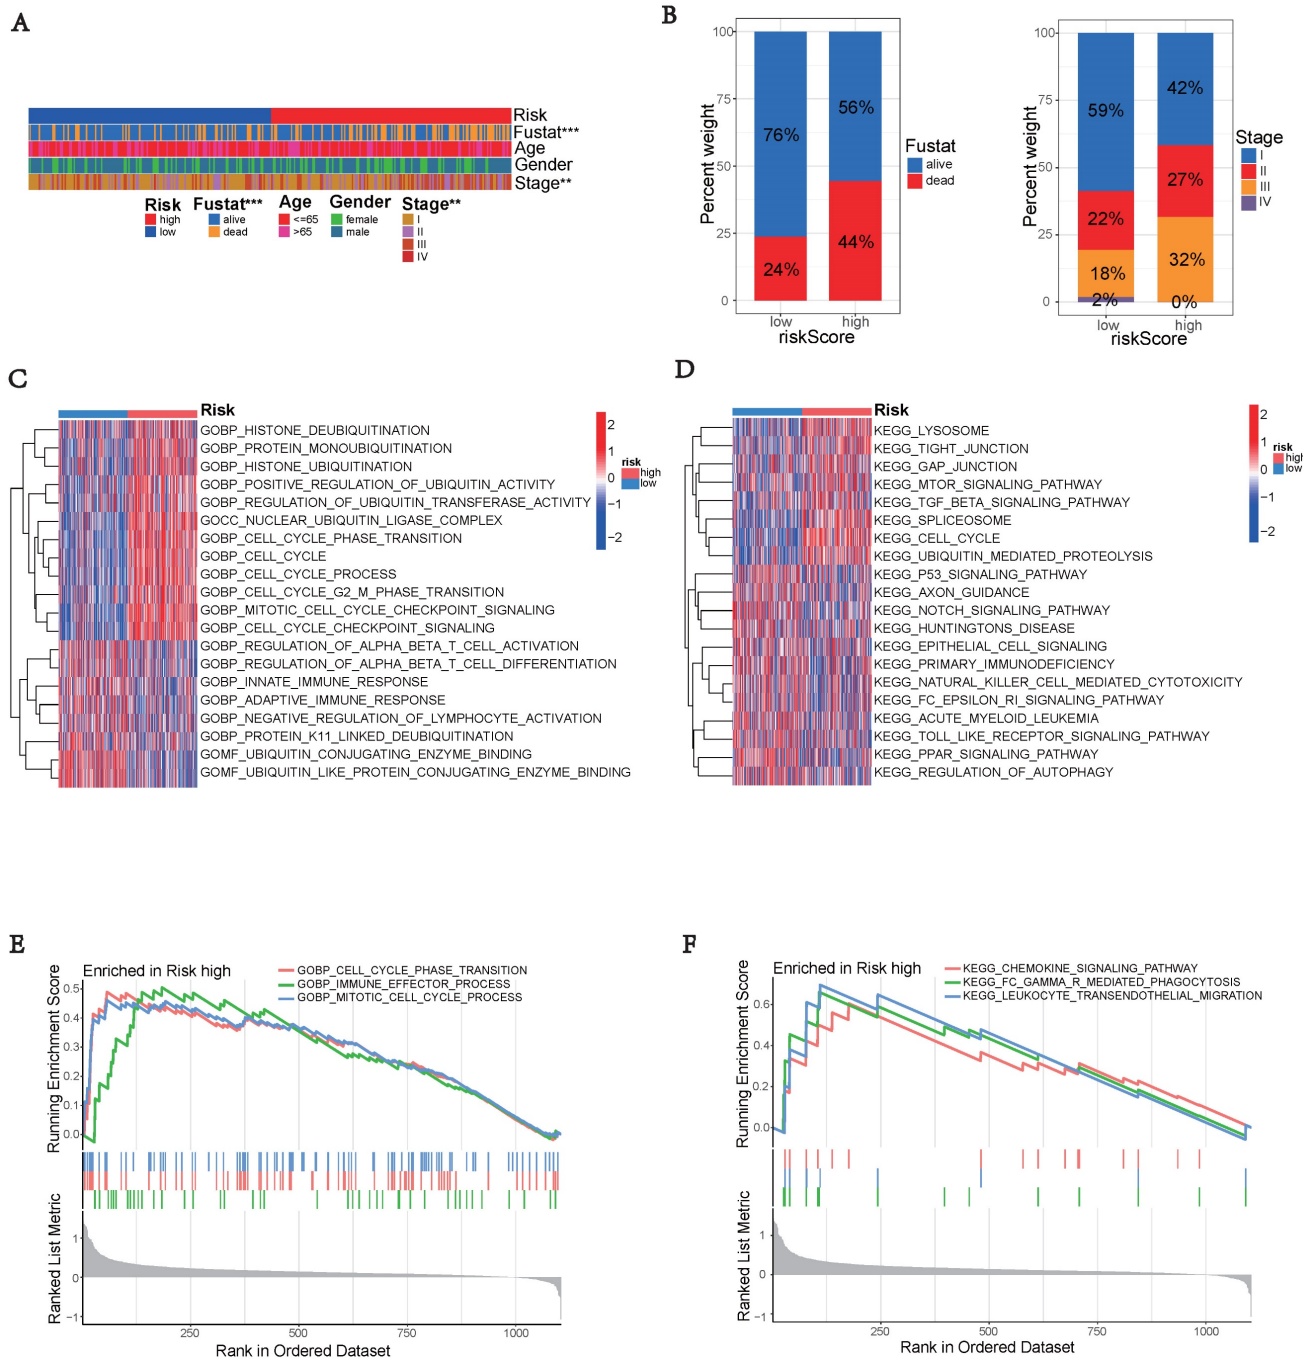 A
Risk
Fustat***
Age
Gender
Stage**
Risk
high
low
Fustat***
alive
dead
Age
<=65
>65
Gender
female
male
Stage**
I
II
III
IV
B
Percent weight
100
75
50
25
0
76%
24%
56%
44%
low
high
riskScore
Fustat
alive
dead
Percent weight
100
75
50
25
0
59%
22%
18%
2%
42%
27%
32%
0%
low
high
riskScore
Stage
I
II
III
IV
C
Risk
GOBP_HISTONE_DEUBIQUITINATION
GOBP_PROTEIN_MONOUBIQUITINATION
GOBP_HISTONE_UBIQUITINATION
GOBP_POSITIVE_REGULATION_OF_UBIQUITIN_ACTIVITY
GOBP_REGULATION_OF_UBIQUITIN_TRANSFERASE_ACTIVITY
GOCC_NUCLEAR_UBIQUITIN_LIGASE_COMPLEX
GOBP_CELL_CYCLE_PHASE_TRANSITION
GOBP_CELL_CYCLE
GOBP_CELL_CYCLE_PROCESS
GOBP_CELL_CYCLE_G2_M_PHASE_TRANSITION
GOBP_MITOTIC_CELL_CYCLE_CHECKPOINT_SIGNALING
GOBP_CELL_CYCLE_CHECKPOINT_SIGNALING
GOBP_REGULATION_OF_ALPHA_BETA_T_CELL_ACTIVATION
GOBP_REGULATION_OF_ALPHA_BETA_T_CELL_DIFFERENTIATION
GOBP_INNATE_IMMUNE_RESPONSE
GOBP_ADAPTIVE_IMMUNE_RESPONSE
GOBP_NEGATIVE_REGULATION_OF_LYMPHOCYTE_ACTIVATION
GOBP_PROTEIN_K11_LINKED_DEUBIQUITINATION
GOMF_UBIQUITIN_CONJUGATING_ENZYME_BINDING
GOMF_UBIQUITIN_LIKE_PROTEIN_CONJUGATING_ENZYME_BINDING
2
1
0
−1
−2
risk
high
low
D
Risk
KEGG_LYSOSOME
KEGG_TIGHT_JUNCTION
KEGG_GAP_JUNCTION
KEGG_MTOR_SIGNALING_PATHWAY
KEGG_TGF_BETA_SIGNALING_PATHWAY
KEGG_SPLICEOSOME
KEGG_CELL_CYCLE
KEGG_UBIQUITIN_MEDIATED_PROTEOLYSIS
KEGG_P53_SIGNALING_PATHWAY
KEGG_AXON_GUIDANCE
KEGG_NOTCH_SIGNALING_PATHWAY
KEGG_HUNTINGTONS_DISEASE
KEGG_EPITHELIAL_CELL_SIGNALING
KEGG_PRIMARY_IMMUNODEFICIENCY
KEGG_NATURAL_KILLER_CELL_MEDIATED_CYTOTOXICITY
KEGG_FC_EPSILON_RI_SIGNALING_PATHWAY
KEGG_ACUTE_MYELOID_LEUKEMIA
KEGG_TOLL_LIKE_RECEPTOR_SIGNALING_PATHWAY
KEGG_PPAR_SIGNALING_PATHWAY
KEGG_REGULATION_OF_AUTOPHAGY
2
1
0
−1
−2
risk
high
low
E
Enriched in Risk high
GOBP_CELL_CYCLE_PHASE_TRANSITION
GOBP_IMMUNE_EFFECTOR_PROCESS
GOBP_MITOTIC_CELL_CYCLE_PROCESS
Running Enrichment Score
0.5
0.4
0.3
0.2
0.1
0.0
Ranked List Metric
1
0
−1
250
500
750
1000
Rank in Ordered Dataset
F
Enriched in Risk high
KEGG_CHEMOKINE_SIGNALING_PATHWAY
KEGG_FC_GAMMA_R_MEDIATED_PHAGOCYTOSIS
KEGG_LEUKOCYTE_TRANSENDOTHELIAL_MIGRATION
Running Enrichment Score
0.6
0.4
0.2
0.0
Ranked List Metric
1
0
−1
250
500
750
1000
Rank in Ordered Dataset